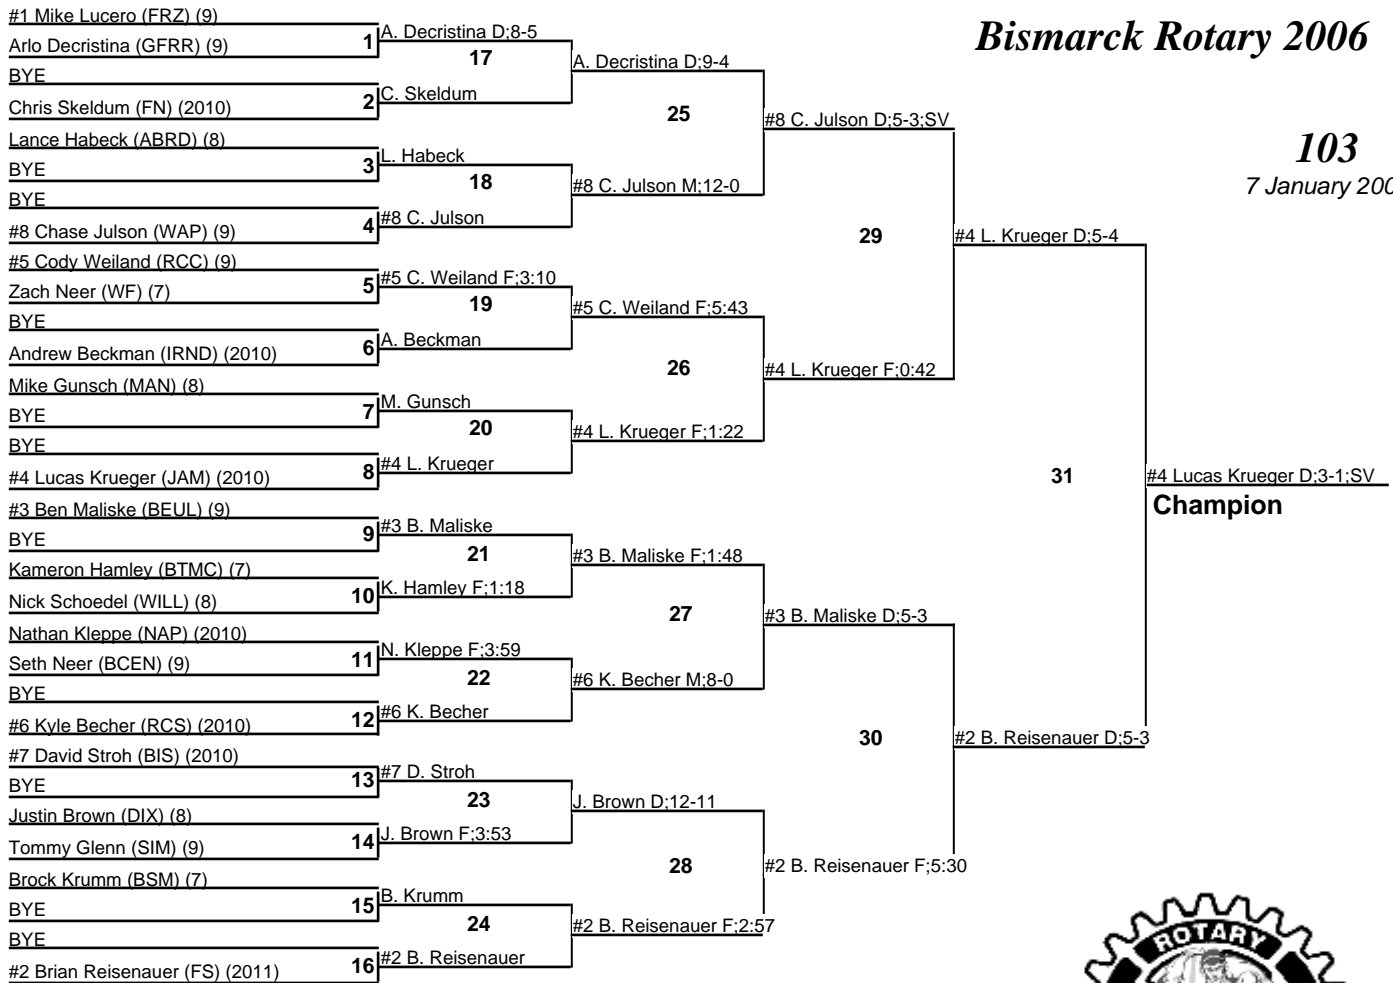 Bismarck Rotary 2006
103
7 January 200
#1 Mike Lucero (FRZ) (9)
Arlo Decristina (GFRR) (9)
BYE
Chris Skeldum (FN) (2010)
Lance Habeck (ABRD) (8)
BYE
BYE
#8 Chase Julson (WAP) (9)
#5 Cody Weiland (RCC) (9)
Zach Neer (WF) (7)
BYE
Andrew Beckman (IRND) (2010)
Mike Gunsch (MAN) (8)
BYE
BYE
#4 Lucas Krueger (JAM) (2010)
#3 Ben Maliske (BEUL) (9)
BYE
Kameron Hamley (BTMC) (7)
Nick Schoedel (WILL) (8)
Nathan Kleppe (NAP) (2010)
Seth Neer (BCEN) (9)
BYE
#6 Kyle Becher (RCS) (2010)
#7 David Stroh (BIS) (2010)
BYE
Justin Brown (DIX) (8)
Tommy Glenn (SIM) (9)
Brock Krumm (BSM) (7)
BYE
BYE
#2 Brian Reisenauer (FS) (2011)
1
2
3
4
5
6
7
8
9
10
11
12
13
14
15
16
A. Decristina D;8-5
17
C. Skeldum
L. Habeck
18
#8 C. Julson
#5 C. Weiland F;3:10
19
A. Beckman
M. Gunsch
20
#4 L. Krueger
#3 B. Maliske
21
K. Hamley F;1:18
N. Kleppe F;3:59
22
#6 K. Becher
#7 D. Stroh
23
J. Brown F;3:53
B. Krumm
24
#2 B. Reisenauer
A. Decristina D;9-4
25
#8 C. Julson M;12-0
#5 C. Weiland F;5:43
26
#4 L. Krueger F;1:22
#3 B. Maliske F;1:48
27
#6 K. Becher M;8-0
J. Brown D;12-11
28
#2 B. Reisenauer F;2:57
#8 C. Julson D;5-3;SV
29
#4 L. Krueger F;0:42
#3 B. Maliske D;5-3
30
#2 B. Reisenauer F;5:30
#4 L. Krueger D;5-4
31
#2 B. Reisenauer D;5-3
#4 Lucas Krueger D;3-1;SV
Champion
ROTARY